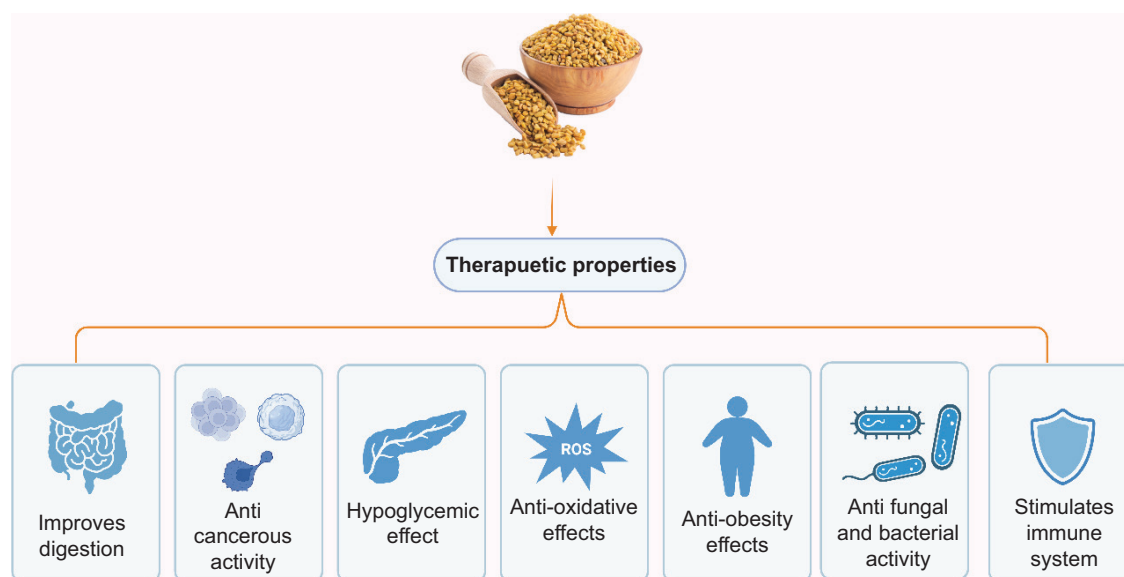 Therapuetic properties
Improves
digestion
Anti
cancerous
activity
Hypoglycemic
effect
ROS
Anti-oxidative
effects
Anti-obesity
effects
Anti fungal
and bacterial
activity
Stimulates
immune
system